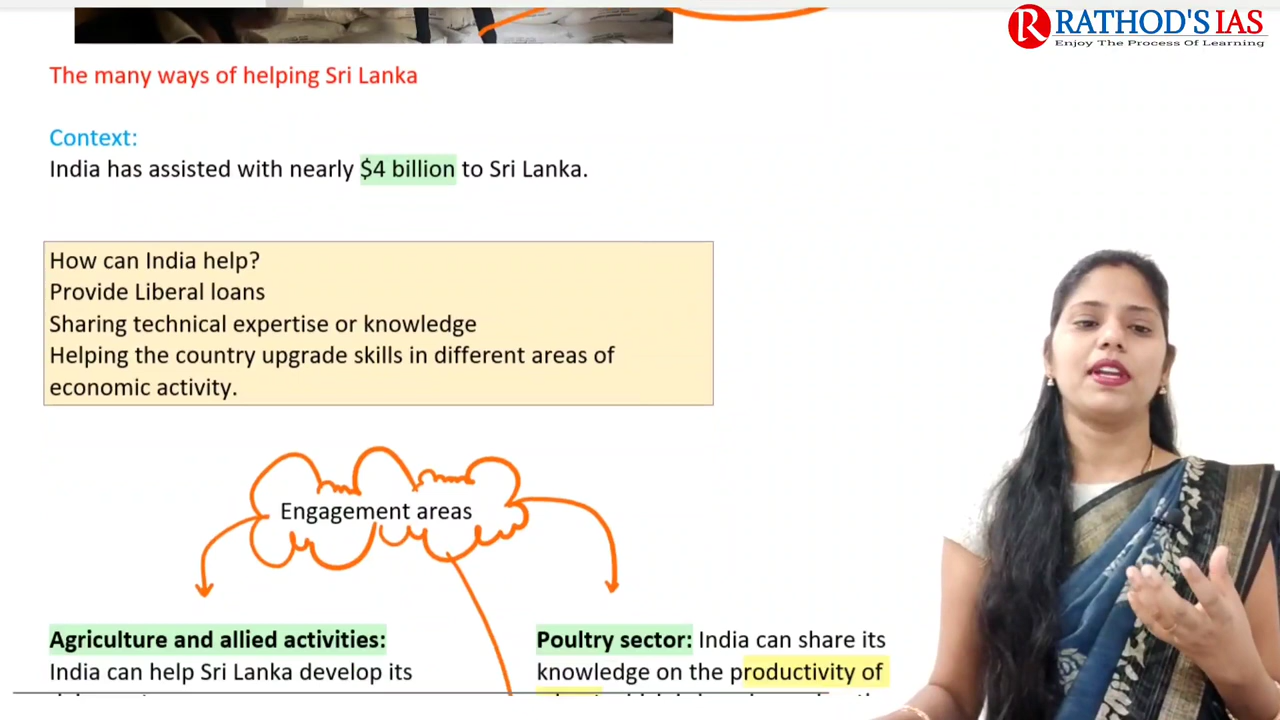 RATHOD'S IAS
Enjoy The Process Of Learning
The many ways of helping Sri Lanka
Context:
India has assisted with nearly $4 billion to Sri Lanka.
How can India help?
Provide Liberal loans
Sharing technical expertise or knowledge
Helping the country upgrade skills in different areas of
economic activity.
Engagement areas
Agriculture and allied activities:
India can help Sri Lanka develop its
Poultry sector: India can share its
knowledge on the productivity of